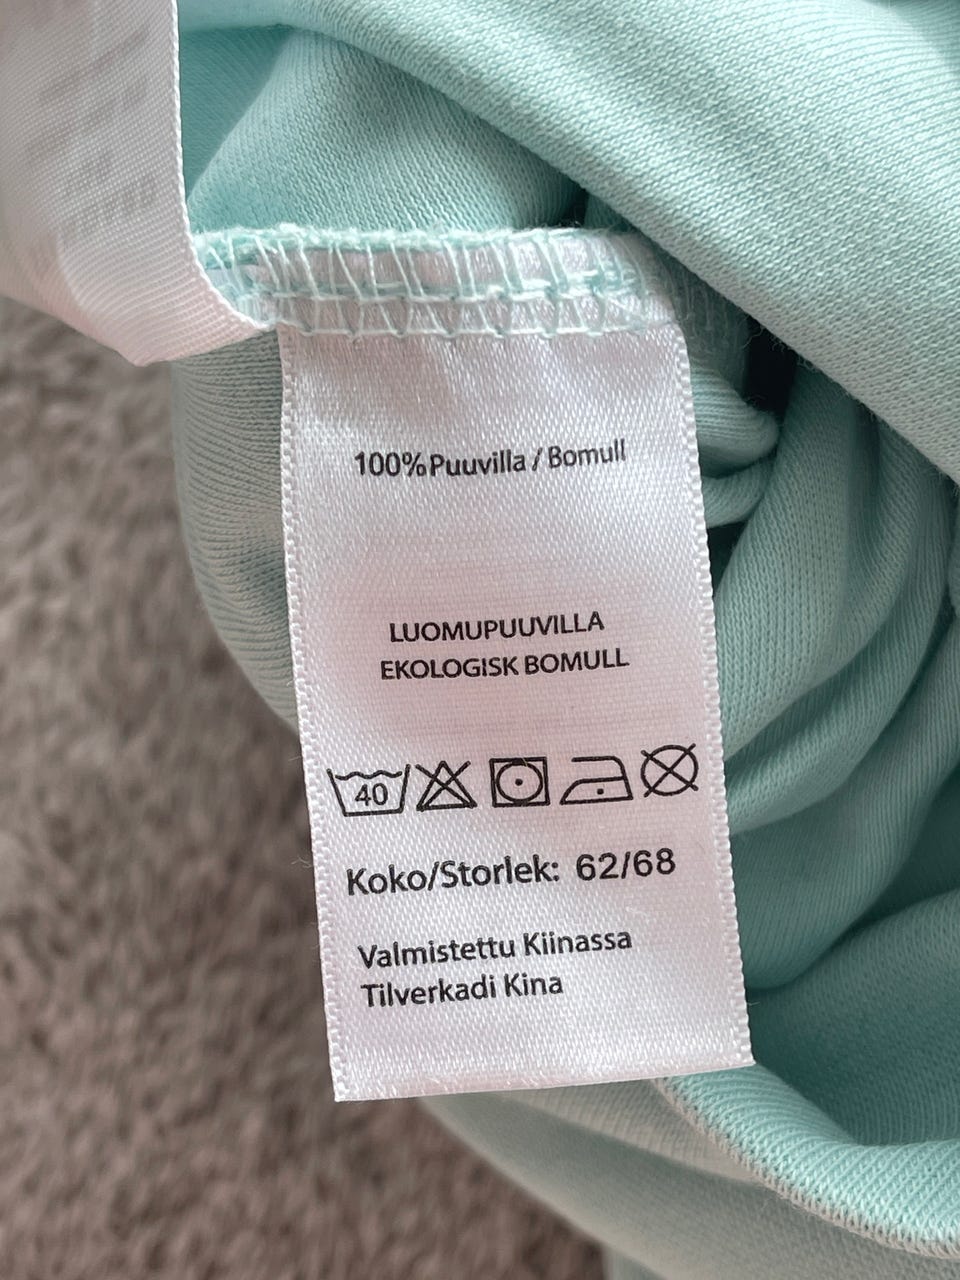 100% Puuvilla / Bomull
LUOMUPUUVILLA
EKOLOGISK BOMULL
40
Koko/Storlek: 62/68
Valmistettu Kiinassa
Tilverkadi Kina